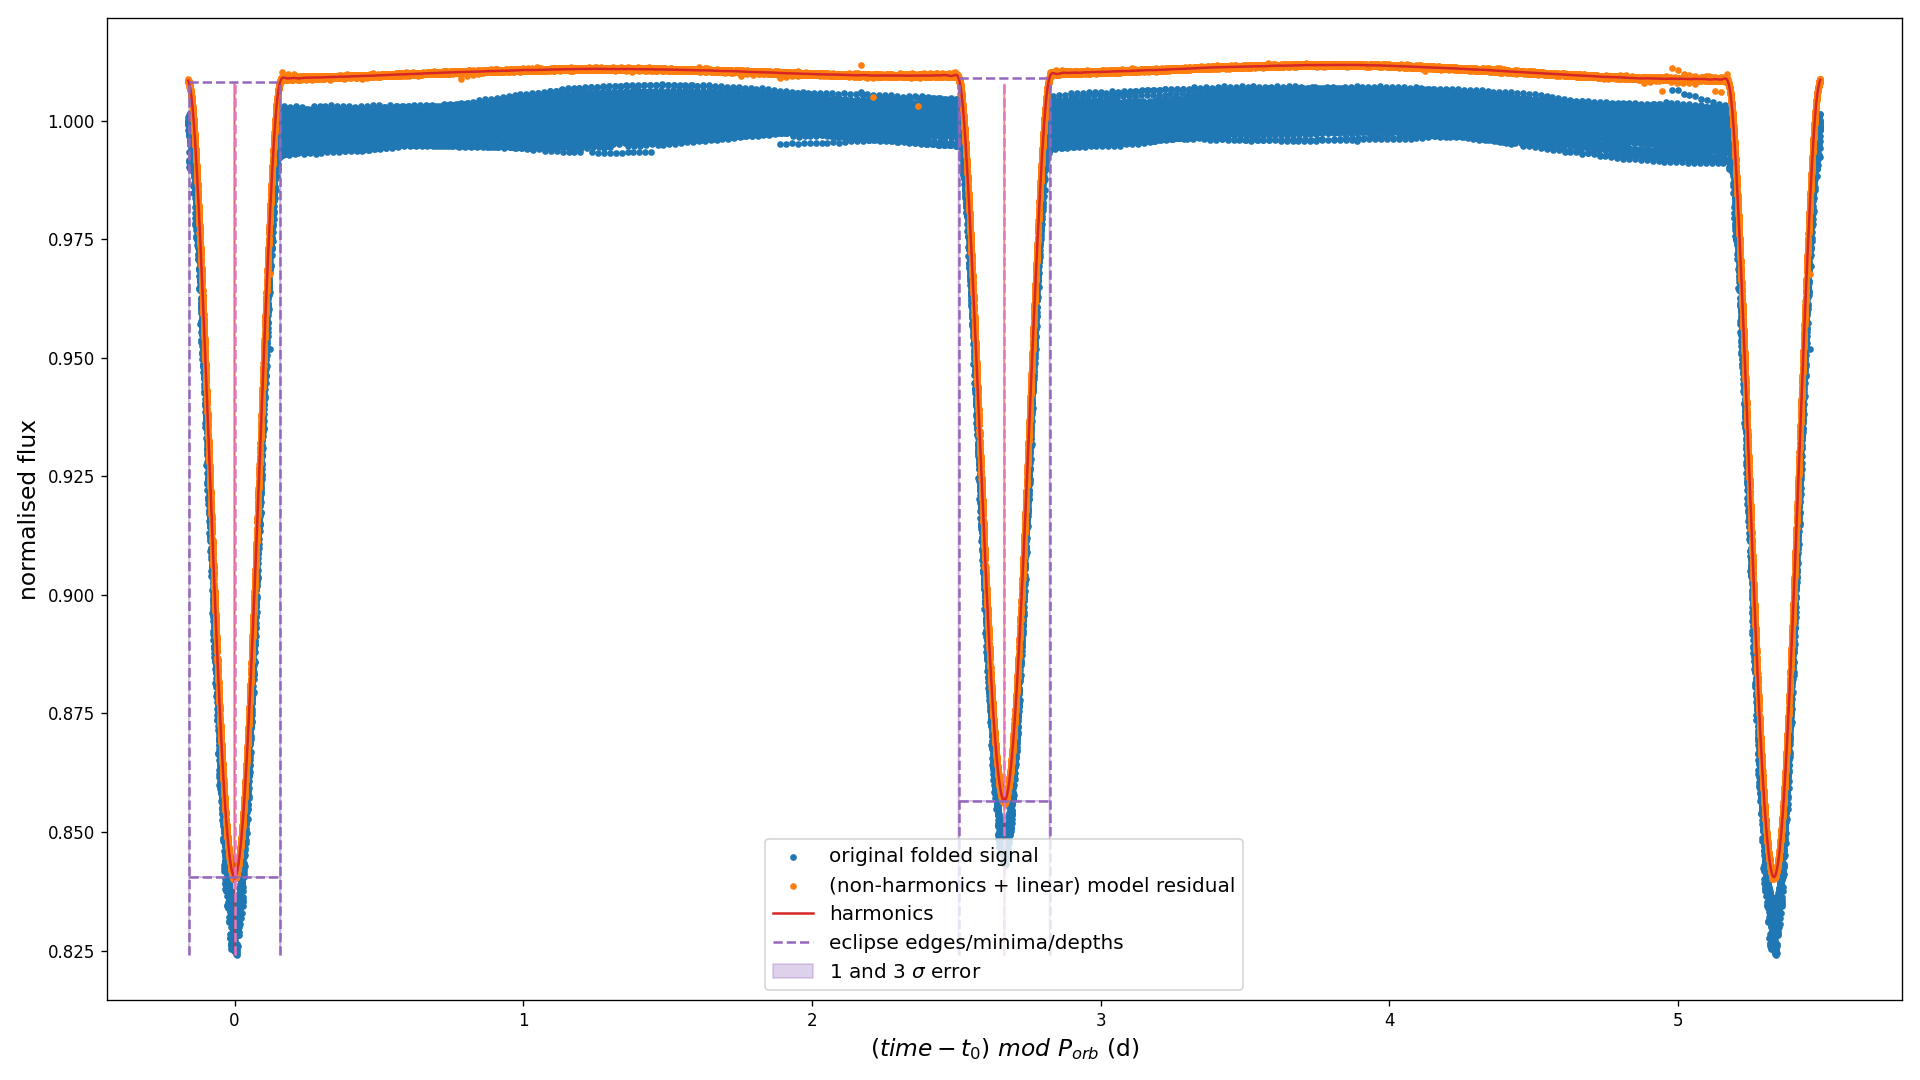 normalised flux
1.000
0.975
0.950
0.925
0.900
0.875
0.850
0.825
original folded signal
(non-harmonics + linear) model residual
harmonics
eclipse edges/minima/depths
1 and 3 σ error
0 1 2 3 4 5
(time − t₀) mod Pₒᵣb (d)